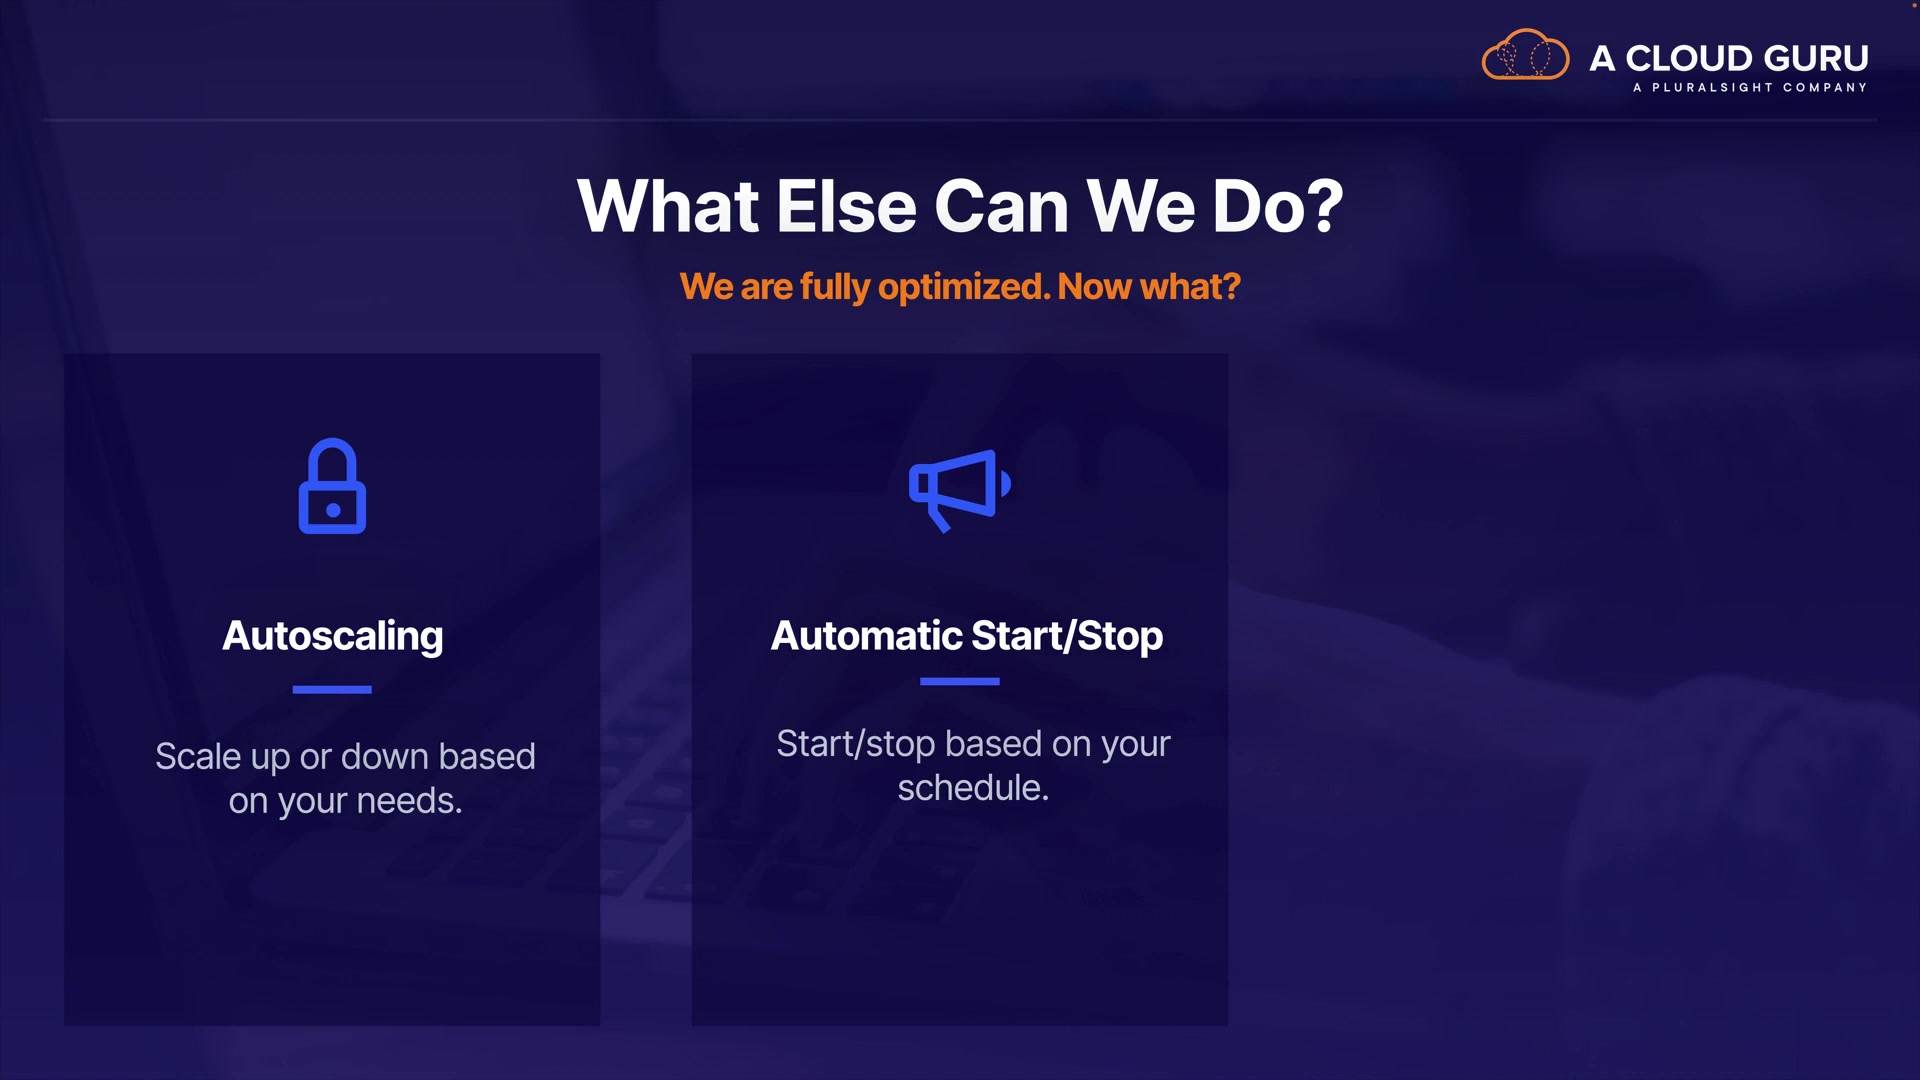 A CLOUD GURU
A PLURALSIGHT COMPANY
What Else Can We Do?
We are fully optimized. Now what?
Autoscaling
Scale up or down based
on your needs.
Automatic Start/Stop
Start/stop based on your
schedule.